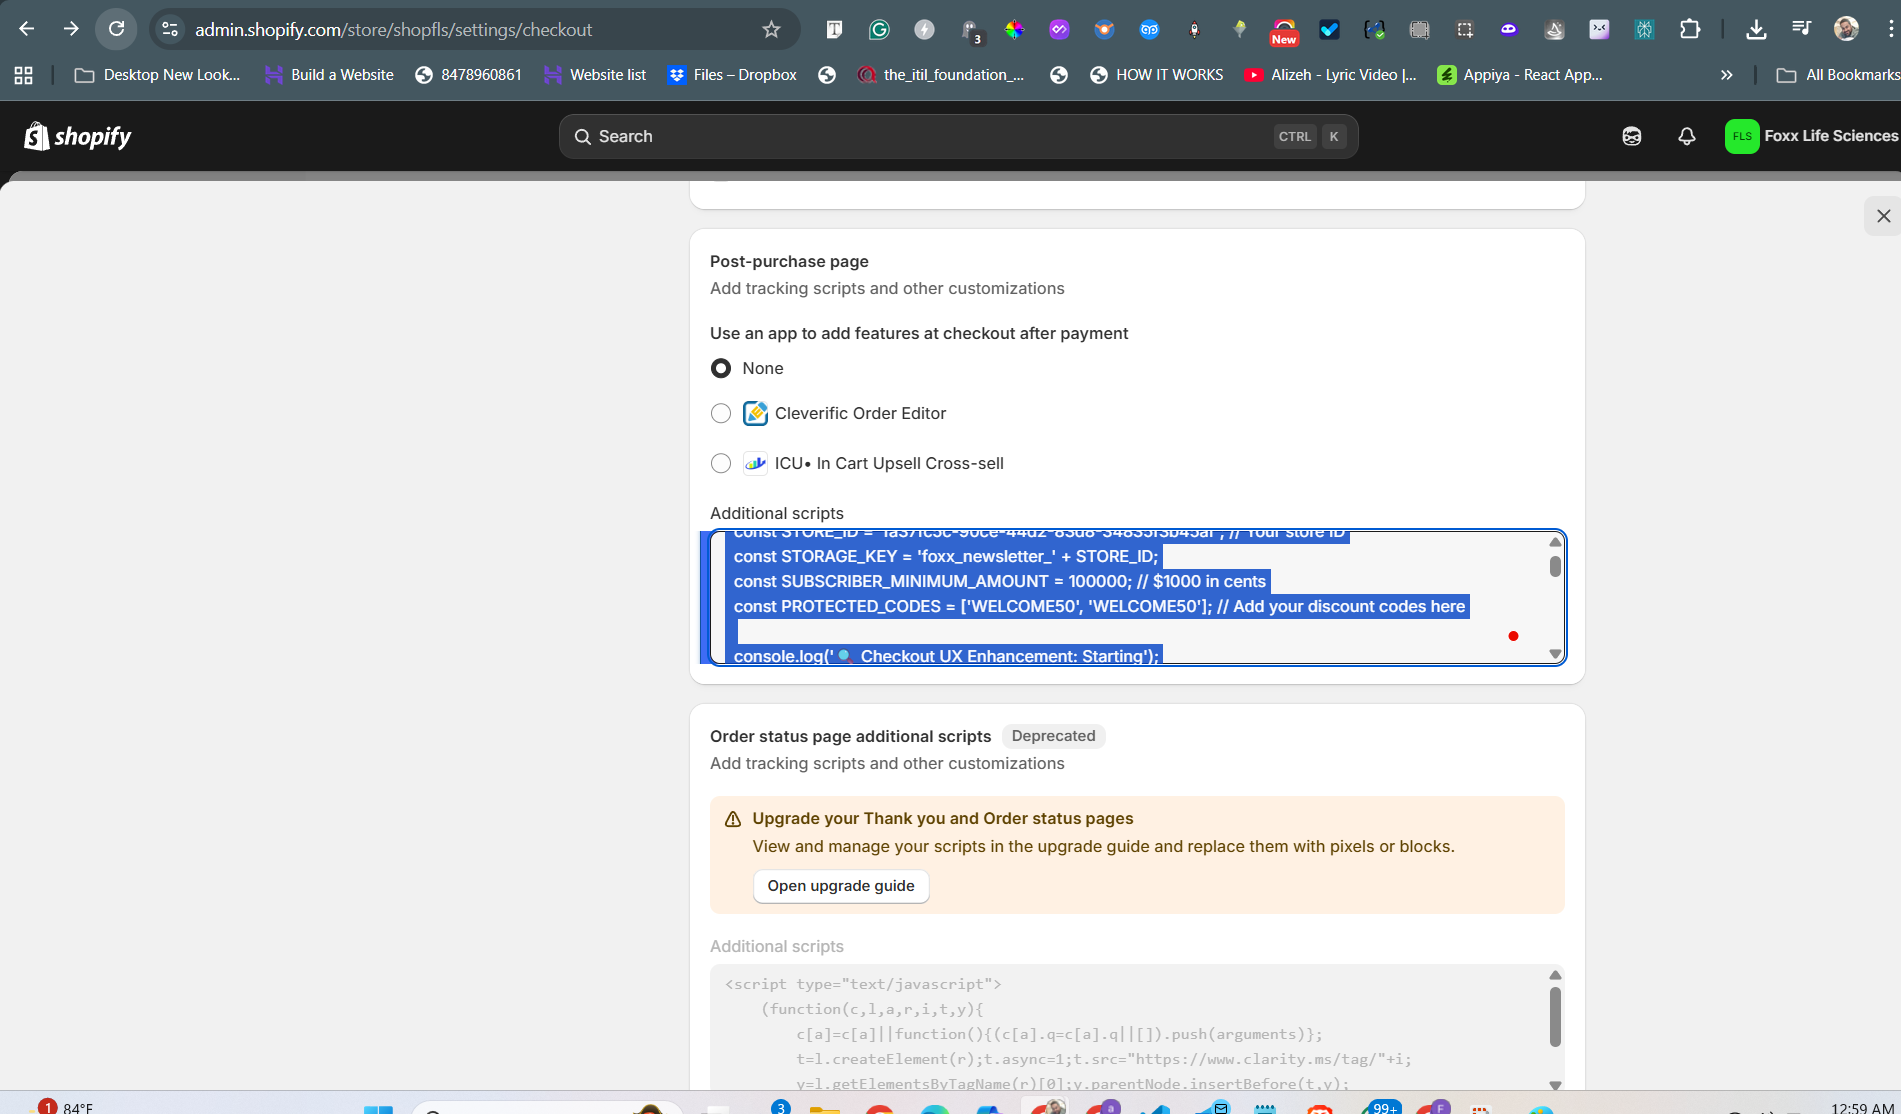 admin.shopify.com/store/shopfls/settings/checkout
3
New
Desktop New Look...
Build a Website
8478960861
Website list
Files – Dropbox
the_itil_foundation_...
HOW IT WORKS
Alizeh - Lyric Video |...
Appiya - React App...
»
All Bookmarks
shopify
Search
CTRL K
FLS
Foxx Life Sciences
Post-purchase page
Add tracking scripts and other customizations
Use an app to add features at checkout after payment
None
Cleverific Order Editor
ICU• In Cart Upsell Cross-sell
Additional scripts
const STORAGE_KEY = 'foxx_newsletter_' + STORE_ID;
const SUBSCRIBER_MINIMUM_AMOUNT = 100000; // $1000 in cents
const PROTECTED_CODES = ['WELCOME50', 'WELCOME50']; // Add your discount codes here
console.log('🔍 Checkout UX Enhancement: Starting');
Order status page additional scripts
Deprecated
Add tracking scripts and other customizations
Upgrade your Thank you and Order status pages
View and manage your scripts in the upgrade guide and replace them with pixels or blocks.
Open upgrade guide
Additional scripts
<script type="text/javascript">
(function(c,l,a,r,i,t,y){
c[a]=c[a]||function(){(c[a].q=c[a].q||[]).push(arguments)};
t=l.createElement(r);t.async=1;t.src="https://www.clarity.ms/tag/"+i;
y=l.getElementsByTagName(r)[0];y.parentNode.insertBefore(t,y);
1
84°F
3
a
99+
F
12:59 AM